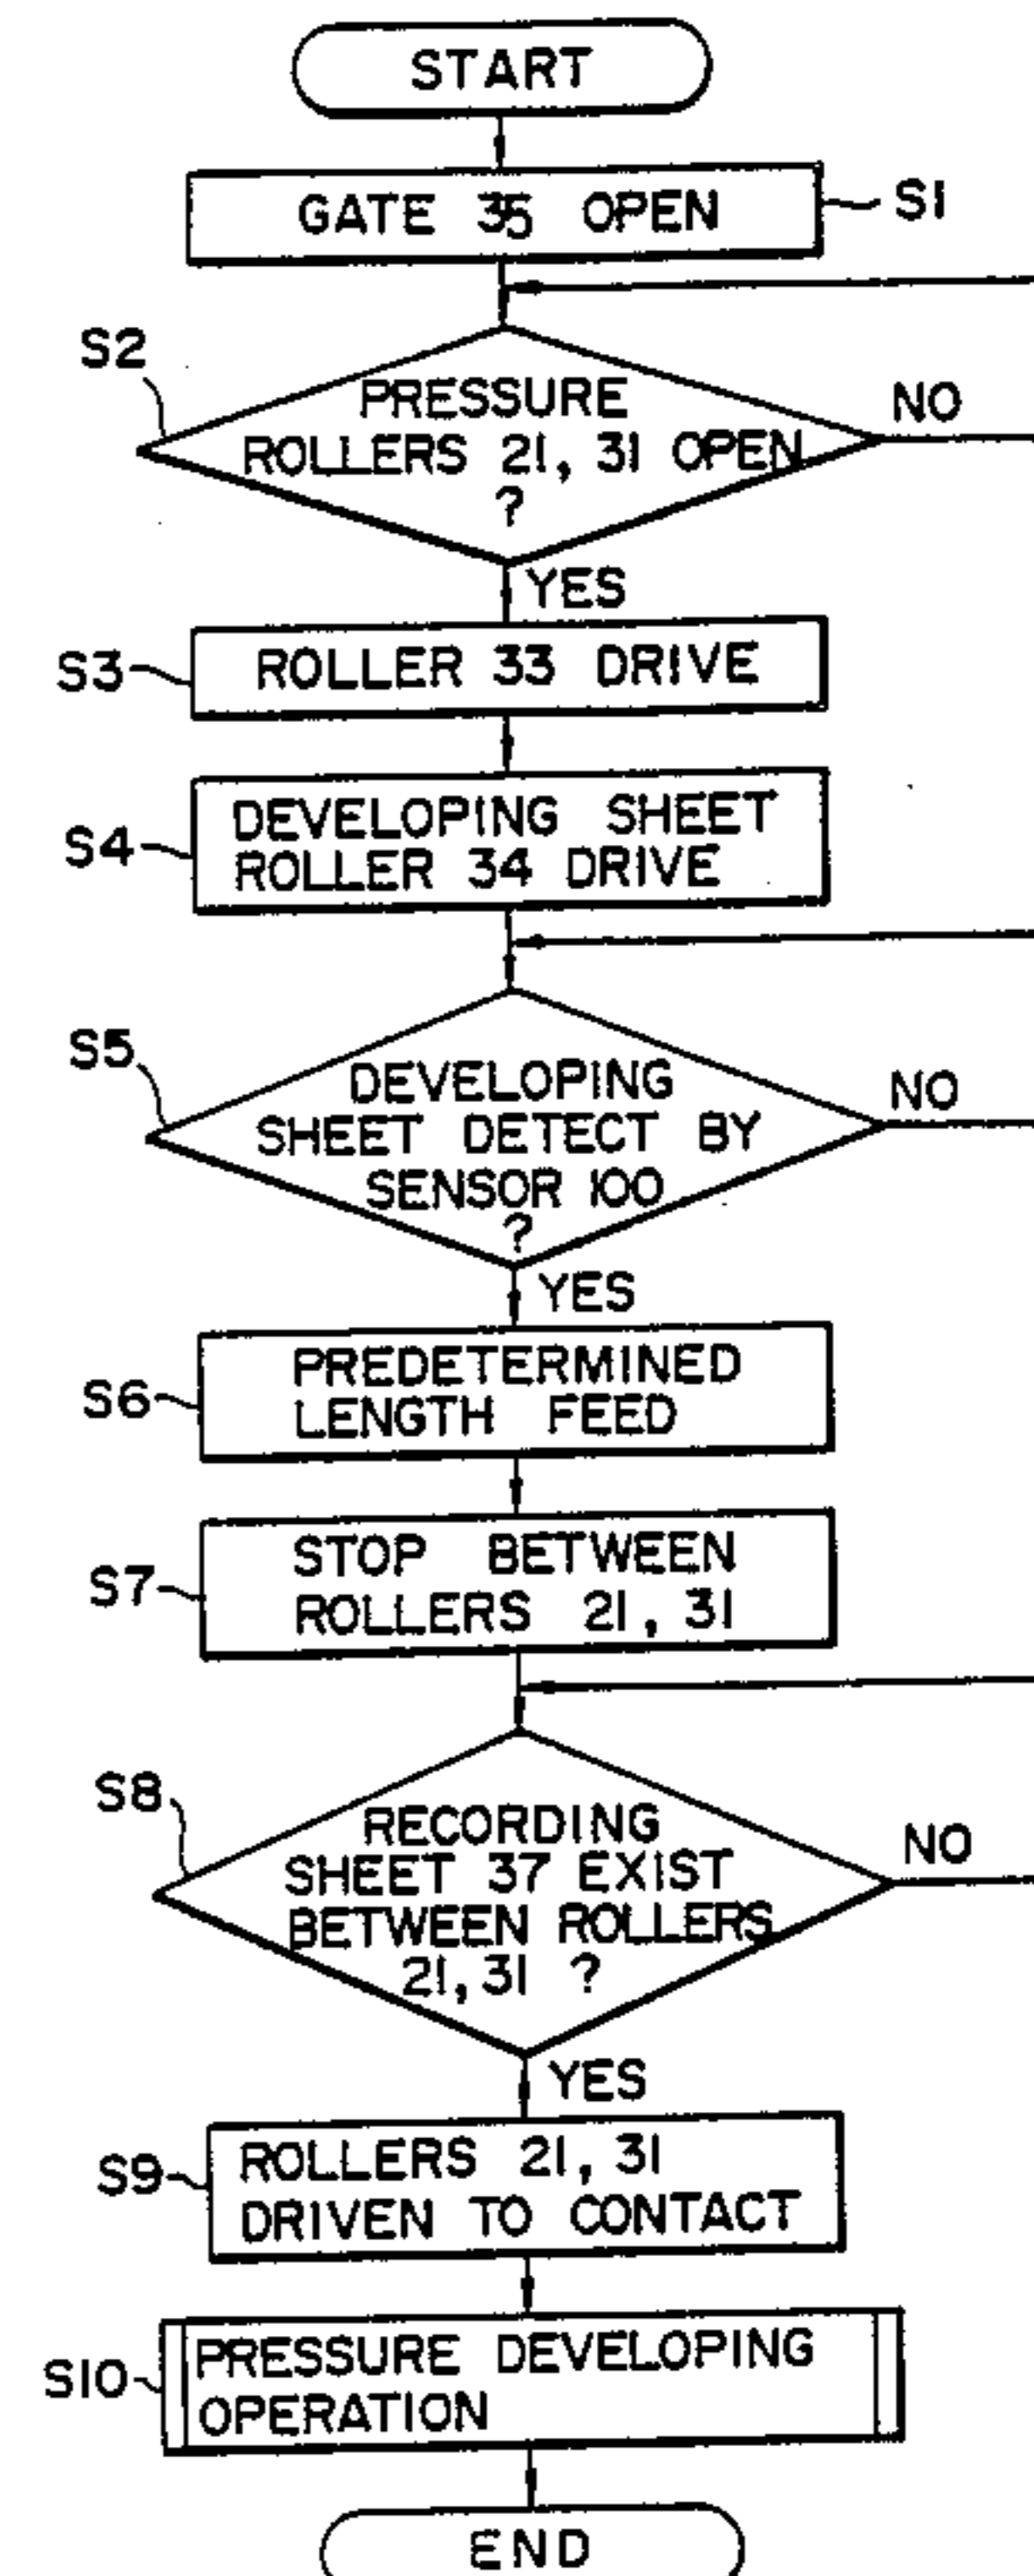 START
GATE 35 OPEN
S1
S2
PRESSURE
ROLLERS 21, 31 OPEN
?
NO
YES
S3
ROLLER 33 DRIVE
S4
DEVELOPING SHEET
ROLLER 34 DRIVE
S5
DEVELOPING
SHEET DETECT BY
SENSOR 100
?
NO
YES
S6
PREDETERMINED
LENGTH FEED
S7
STOP BETWEEN
ROLLERS 21, 31
S8
RECORDING
SHEET 37 EXIST
BETWEEN ROLLERS
21, 31 ?
NO
YES
S9
ROLLERS 21, 31
DRIVEN TO CONTACT
S10
PRESSURE DEVELOPING
OPERATION
END